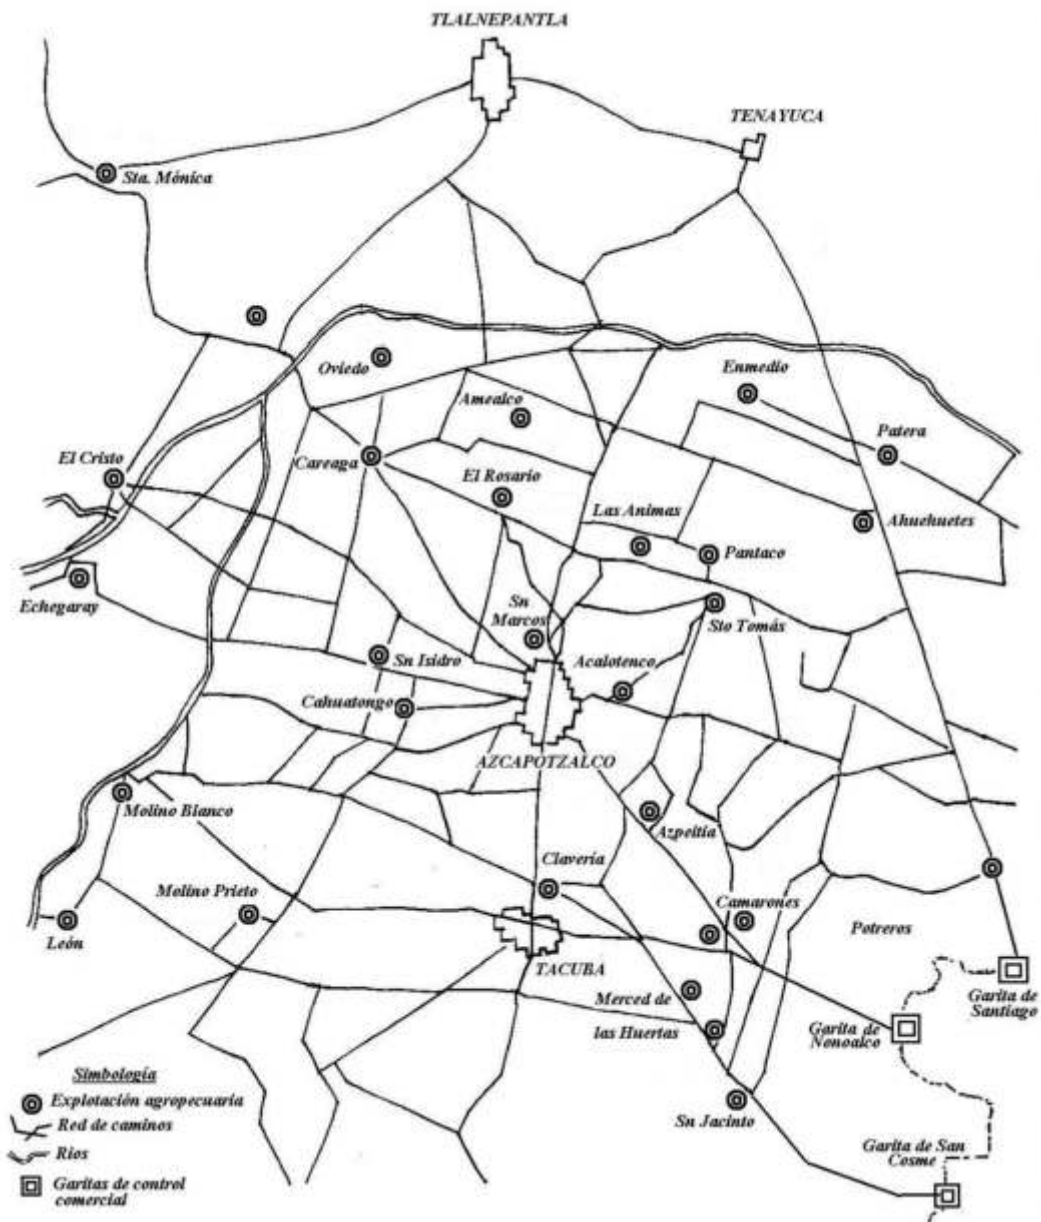 TLALNEPANTLA
TENAYUCA
Sta. Mónica
Oviedo
Enmedio
Amealco
Patera
El Cristo
Careaga
El Rosario
Las Animas
Ahuehuetes
Pantaco
Echegaray
Sn
Marcos
Sto Tomás
Sn Isidro
Acalotenco
Cahuatongo
AZCAPOTZALCO
Molino Blanco
Azpeitía
Clavería
Molino Prieto
Camarones
León
Potreros
TACUBA
Merced de
las Huertas
Garita de
Santiago
Garita de
Nonoalco
Sn Jacinto
Garita de San
Cosme
Simbología
Explotación agropecuaría
Red de caminos
Rios
Garitas de control
comercial